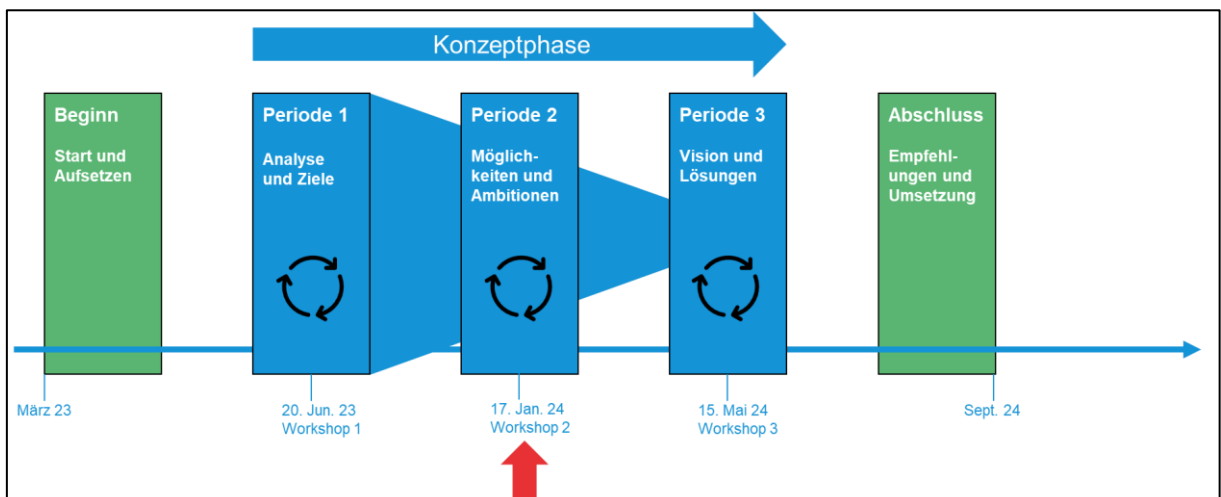 Konzeptphase
Beginn
Start und
Aufsetzen
Periode 1
Analyse
und Ziele
Periode 2
Möglich-
keiten und
Ambitionen
Periode 3
Vision und
Lösungen
Abschluss
Empfehl-
ungen und
Umsetzung
März 23
20. Jun. 23
Workshop 1
17. Jan. 24
Workshop 2
15. Mai 24
Workshop 3
Sept. 24